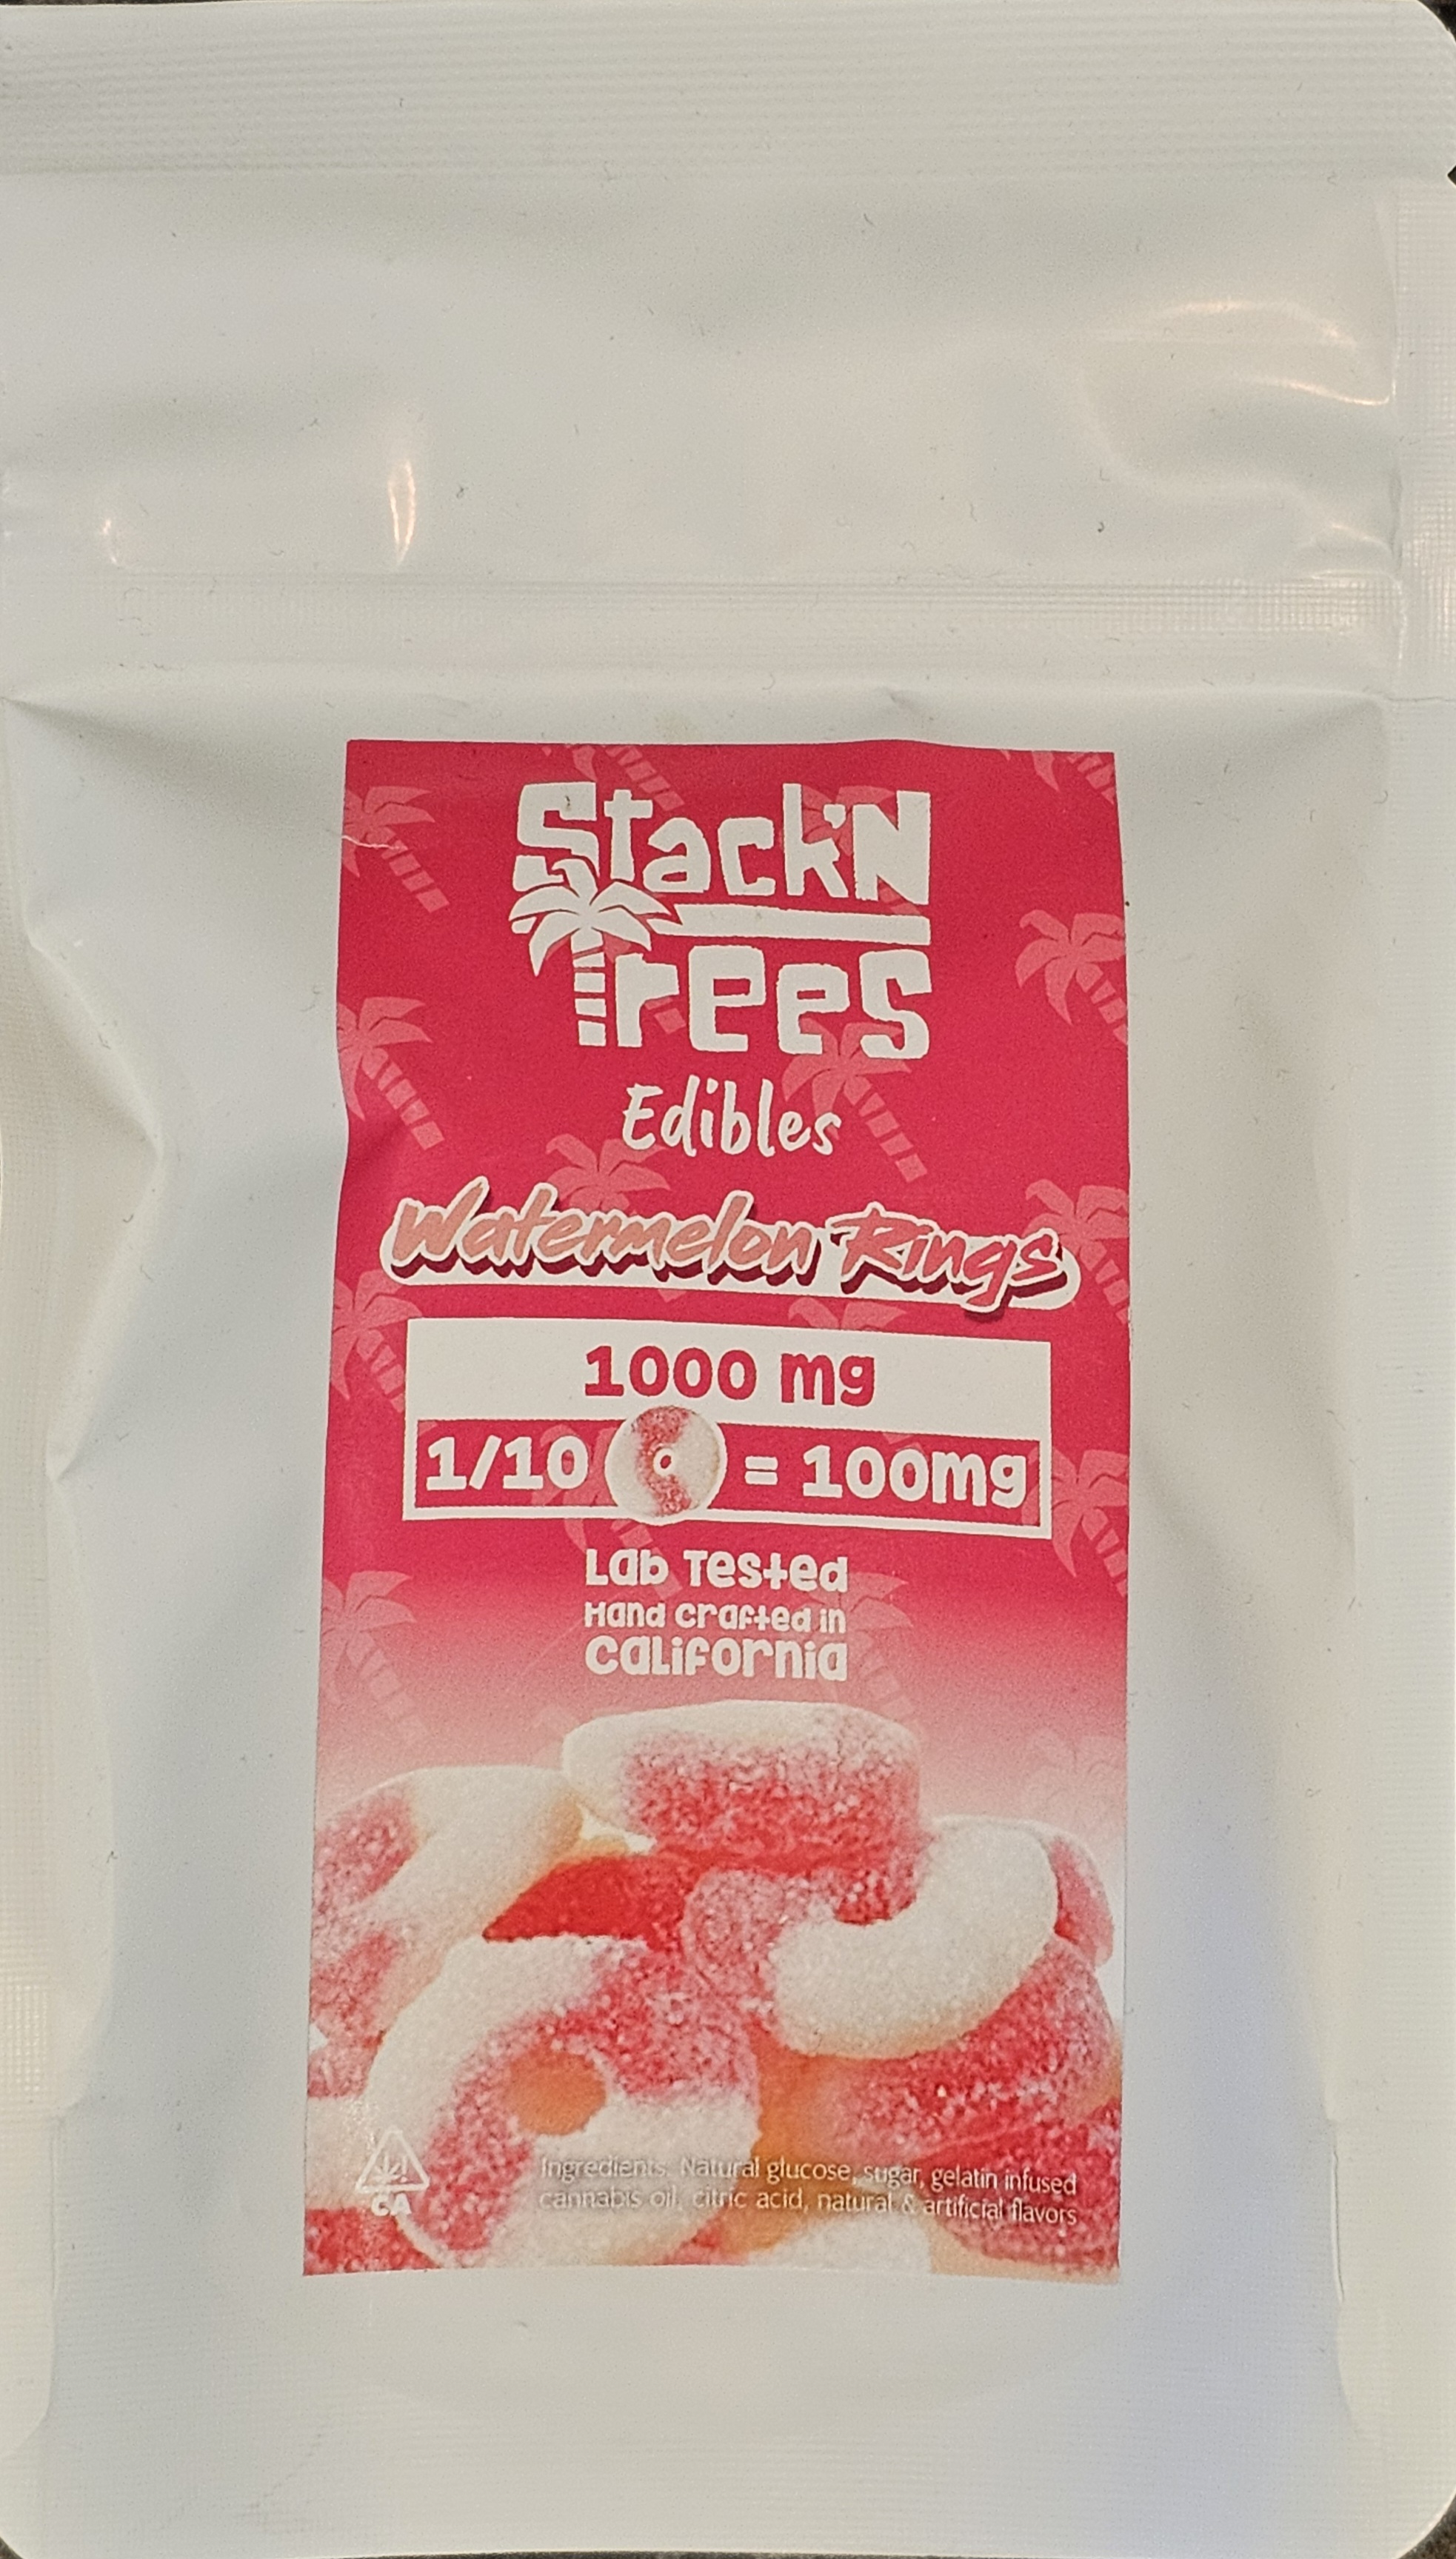 Stack'N
Trees
Edibles
Watermelon Rings
1000 mg
1/10 = 100mg
Lab Tested
Hand Crafted in
California
CA
Ingredients: Natural glucose, sugar, gelatin infused
cannabis oil, citric acid, natural & artificial flavors